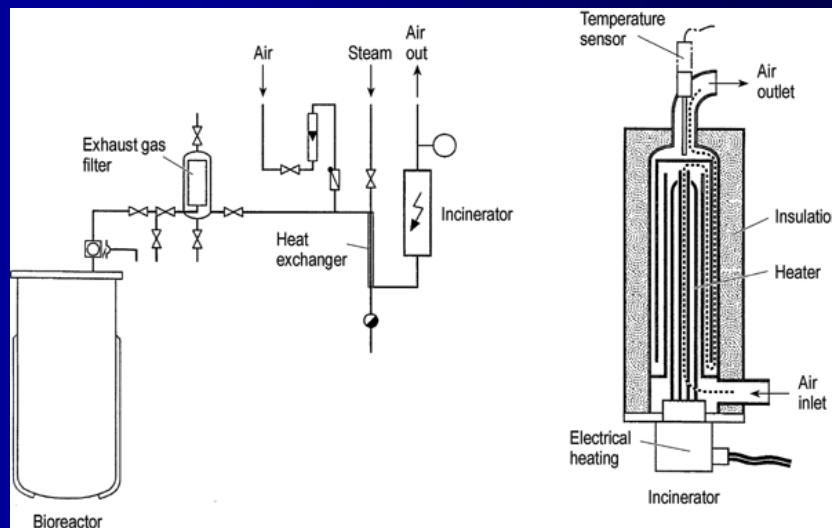 Air
Steam
Air
out
Exhaust gas
filter
Incinerator
Heat
exchanger
Bioreactor
Temperature
sensor
Air
outlet
Insulatio
Heater
Air
inlet
Electrical
heating
Incinerator